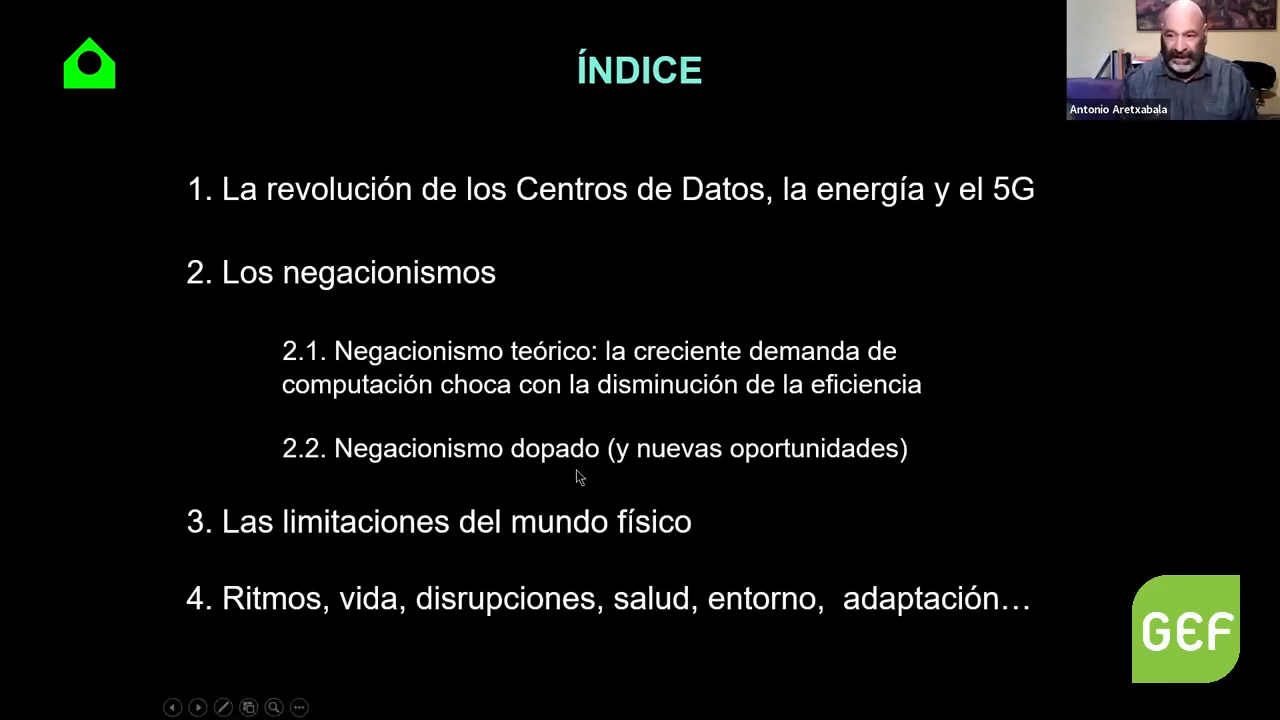 ÍNDICE
Antonio Aretxabala
1. La revolución de los Centros de Datos, la energía y el 5G
2. Los negacionismos
2.1. Negacionismo teórico: la creciente demanda de
computación choca con la disminución de la eficiencia
2.2. Negacionismo dopado (y nuevas oportunidades)
3. Las limitaciones del mundo físico
4. Ritmos, vida, disrupciones, salud, entorno,  adaptación…
GEF